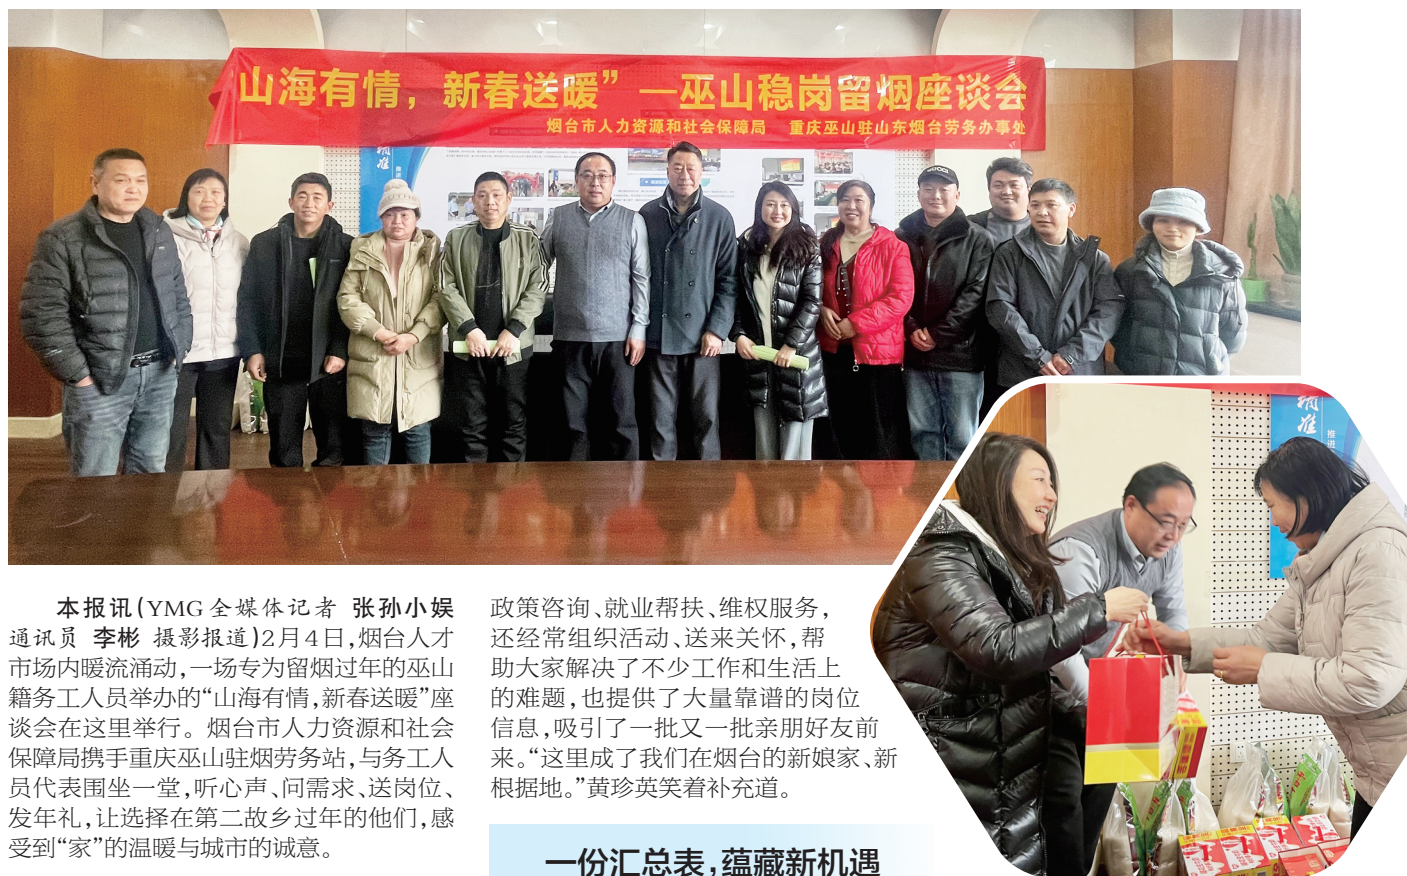 山海有情，新春送暖”—巫山稳岗留烟座谈会
烟台市人力资源和社会保障局 重庆巫山驻山东烟台劳务办事处
精准
精准
推进
本报讯(YMG全媒体记者 张孙小娱
通讯员 李彬 摄影报道)2月4日,烟台人才
市场内暖流涌动,一场专为留烟过年的巫山
籍务工人员举办的“山海有情,新春送暖”座
谈会在这里举行。烟台市人力资源和社会
保障局携手重庆巫山驻烟劳务站,与务工人
员代表围坐一堂,听心声、问需求、送岗位、
发年礼,让选择在第二故乡过年的他们,感
受到“家”的温暖与城市的诚意。
政策咨询、就业帮扶、维权服务,
还经常组织活动、送来关怀,帮
助大家解决了不少工作和生活上
的难题,也提供了大量靠谱的岗位
信息,吸引了一批又一批亲朋好友前
来。“这里成了我们在烟台的新娘家、新
根据地。”黄珍英笑着补充道。
一份汇总表,蕴藏新机遇